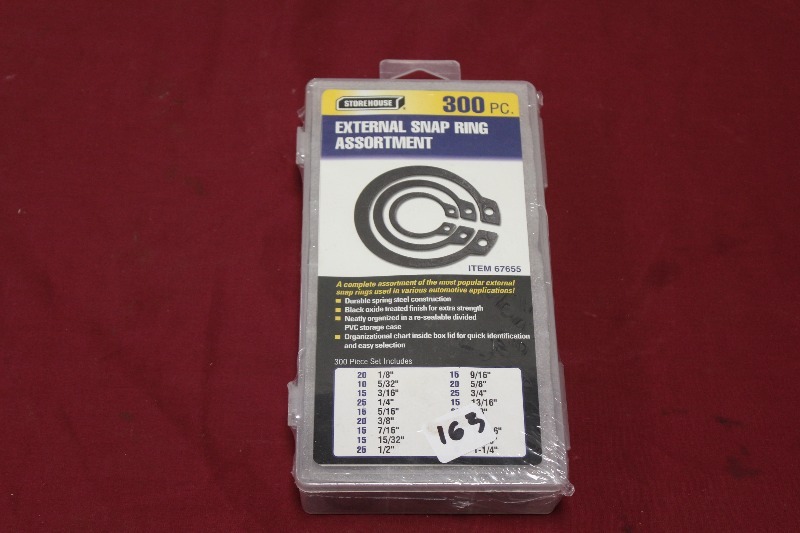 STOREHOUSE
300 PC.
EXTERNAL SNAP RING
ASSORTMENT
ITEM 67655
A complete assortment of the most popular external
snap rings used in various automotive applications!
Durable spring steel construction
Black oxide treated finish for extra strength
Neatly organized in a re-sealable divided
PVC storage case
Organizational chart inside box lid for quick identification
and easy selection
300 Piece Set Includes
20 1/8"
10 5/32"
15 3/16"
25 1/4"
15 5/16"
20 3/8"
15 7/16"
15 15/32"
25 1/2"
15 9/16"
20 5/8"
25 3/4"
15 13/16"
1-1/4"
163